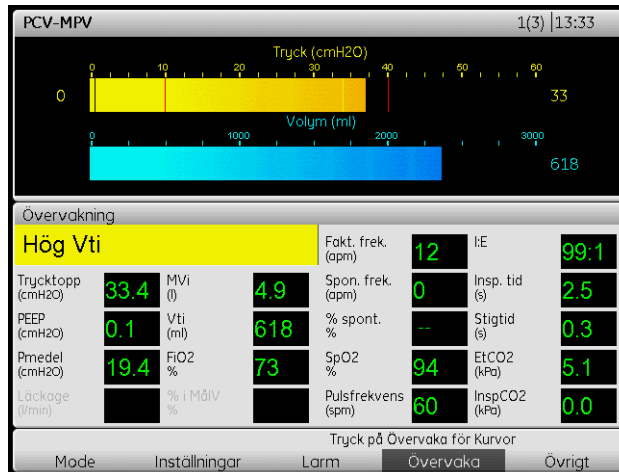 PCV-MPV 1(3) 13:33
Tryck (cmH2O)
0 10 20 30 40 50 60
0 33
Volym (ml)
0 1000 2000 3000
618
Övervakning
Hög Vti
Fakt. frek. (apm) 12 I:E 99:1
Trycktopp (cmH2O) 33.4 MVi (l) 4.9 Spon. frek. (apm) 0 Insp. tid (s) 2.5
PEEP (cmH2O) 0.1 Vti (ml) 618 % spont. % -- Stigtid (s) 0.3
Pmedel (cmH2O) 19.4 FiO2 % 73 SpO2 % 94 EtCO2 (kPa) 5.1
Läckage (l/min) % i MålV % Pulsfrekvens (spm) 60 InspCO2 (kPa) 0.0
Tryck på Övervaka för Kurvor
Mode Inställningar Larm Övervaka Övrigt